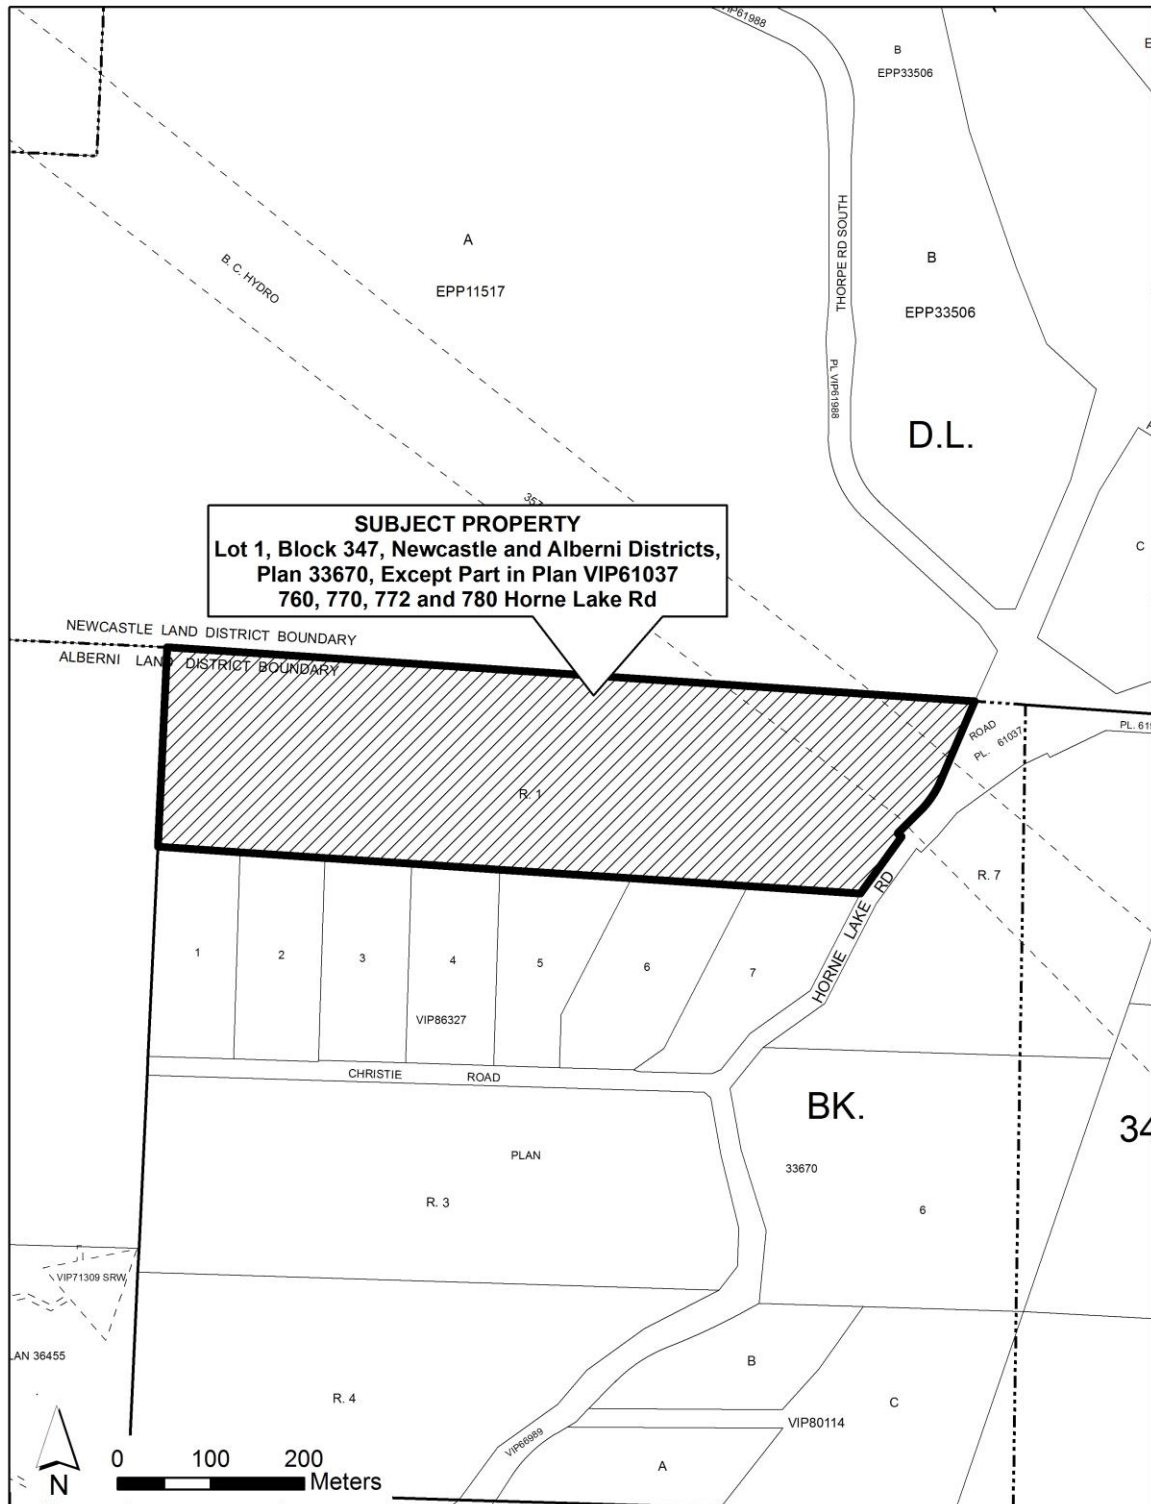 VIP61988
B
EPP33506
THORPE RD SOUTH
A
B. C. HYDRO
EPP11517
B
EPP33506
PL. VIP61988
D.L.
C
SUBJECT PROPERTY
Lot 1, Block 347, Newcastle and Alberni Districts,
Plan 33670, Except Part in Plan VIP61037
760, 770, 772 and 780 Horne Lake Rd
NEWCASTLE LAND DISTRICT BOUNDARY
ALBERNI LAND DISTRICT BOUNDARY
ROAD
PL. 61037
R. 1
R. 7
HORNE LAKE RD
1
2
3
4
5
6
7
VIP86327
CHRISTIE ROAD
BK.
34
PLAN
33670
R. 3
6
VIP71309 SRW
PLAN 36455
B
R. 4
C
VIP80114
VIP66989
A
N
0 100 200
Meters